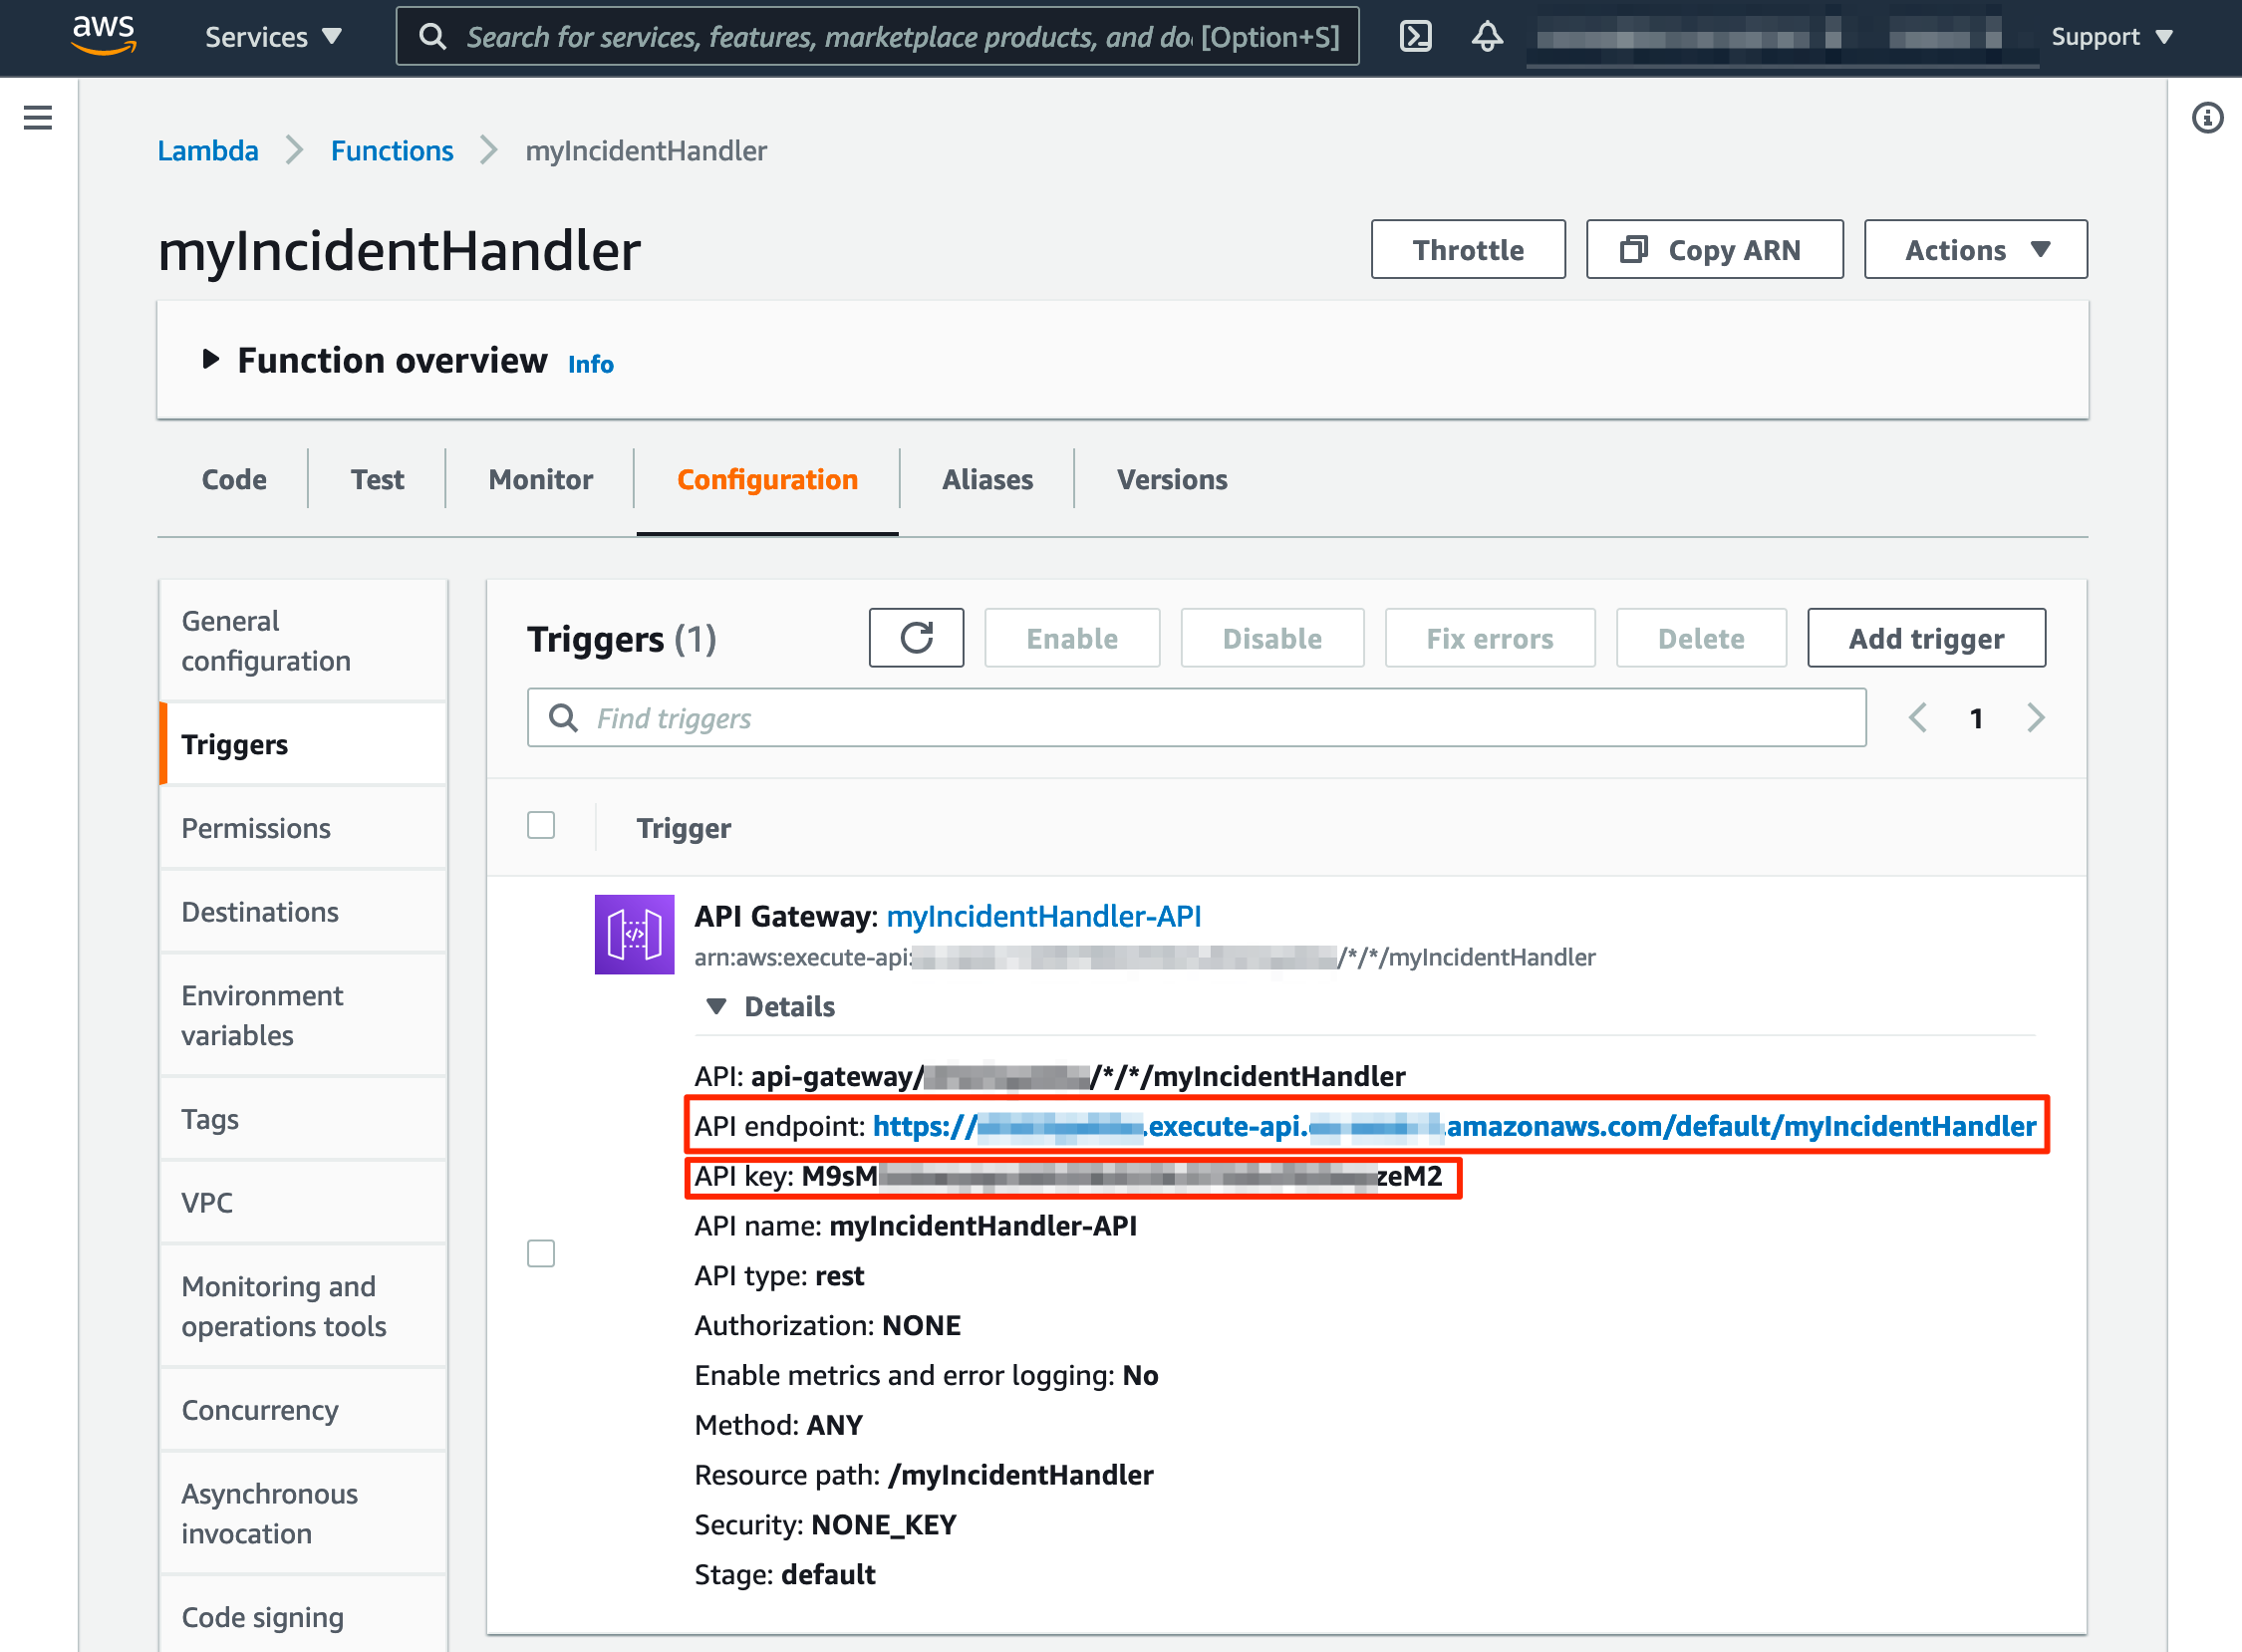 aws Services Search for services, features, marketplace products, and do [Option+S] Support
Lambda Functions myIncidentHandler
myIncidentHandler Throttle Copy ARN Actions
Function overview Info
Code Test Monitor Configuration Aliases Versions
General
configuration
Triggers
Permissions
Destinations
Environment
variables
Tags
VPC
Monitoring and
operations tools
Concurrency
Asynchronous
invocation
Code signing
Triggers (1) Enable Disable Fix errors Delete Add trigger
Find triggers 1
Trigger
API Gateway: myIncidentHandler-API
arn:aws:execute-api: /*/*/myIncidentHandler
Details
API: api-gateway/ /*/*/myIncidentHandler
API endpoint: https:// .execute-api. .amazonaws.com/default/myIncidentHandler
API key: M9sM zeM2
API name: myIncidentHandler-API
API type: rest
Authorization: NONE
Enable metrics and error logging: No
Method: ANY
Resource path: /myIncidentHandler
Security: NONE_KEY
Stage: default